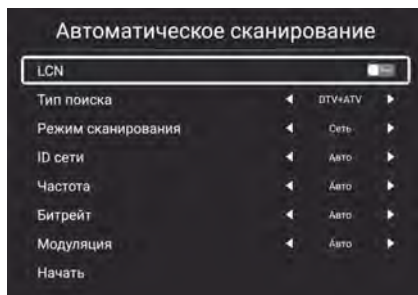 Автоматическое сканирование
LCN
Тип поиска DTV+ATV
Режим сканирования Сеть
ID сети Авто
Частота Авто
Битрейт Авто
Модуляция Авто
Начать